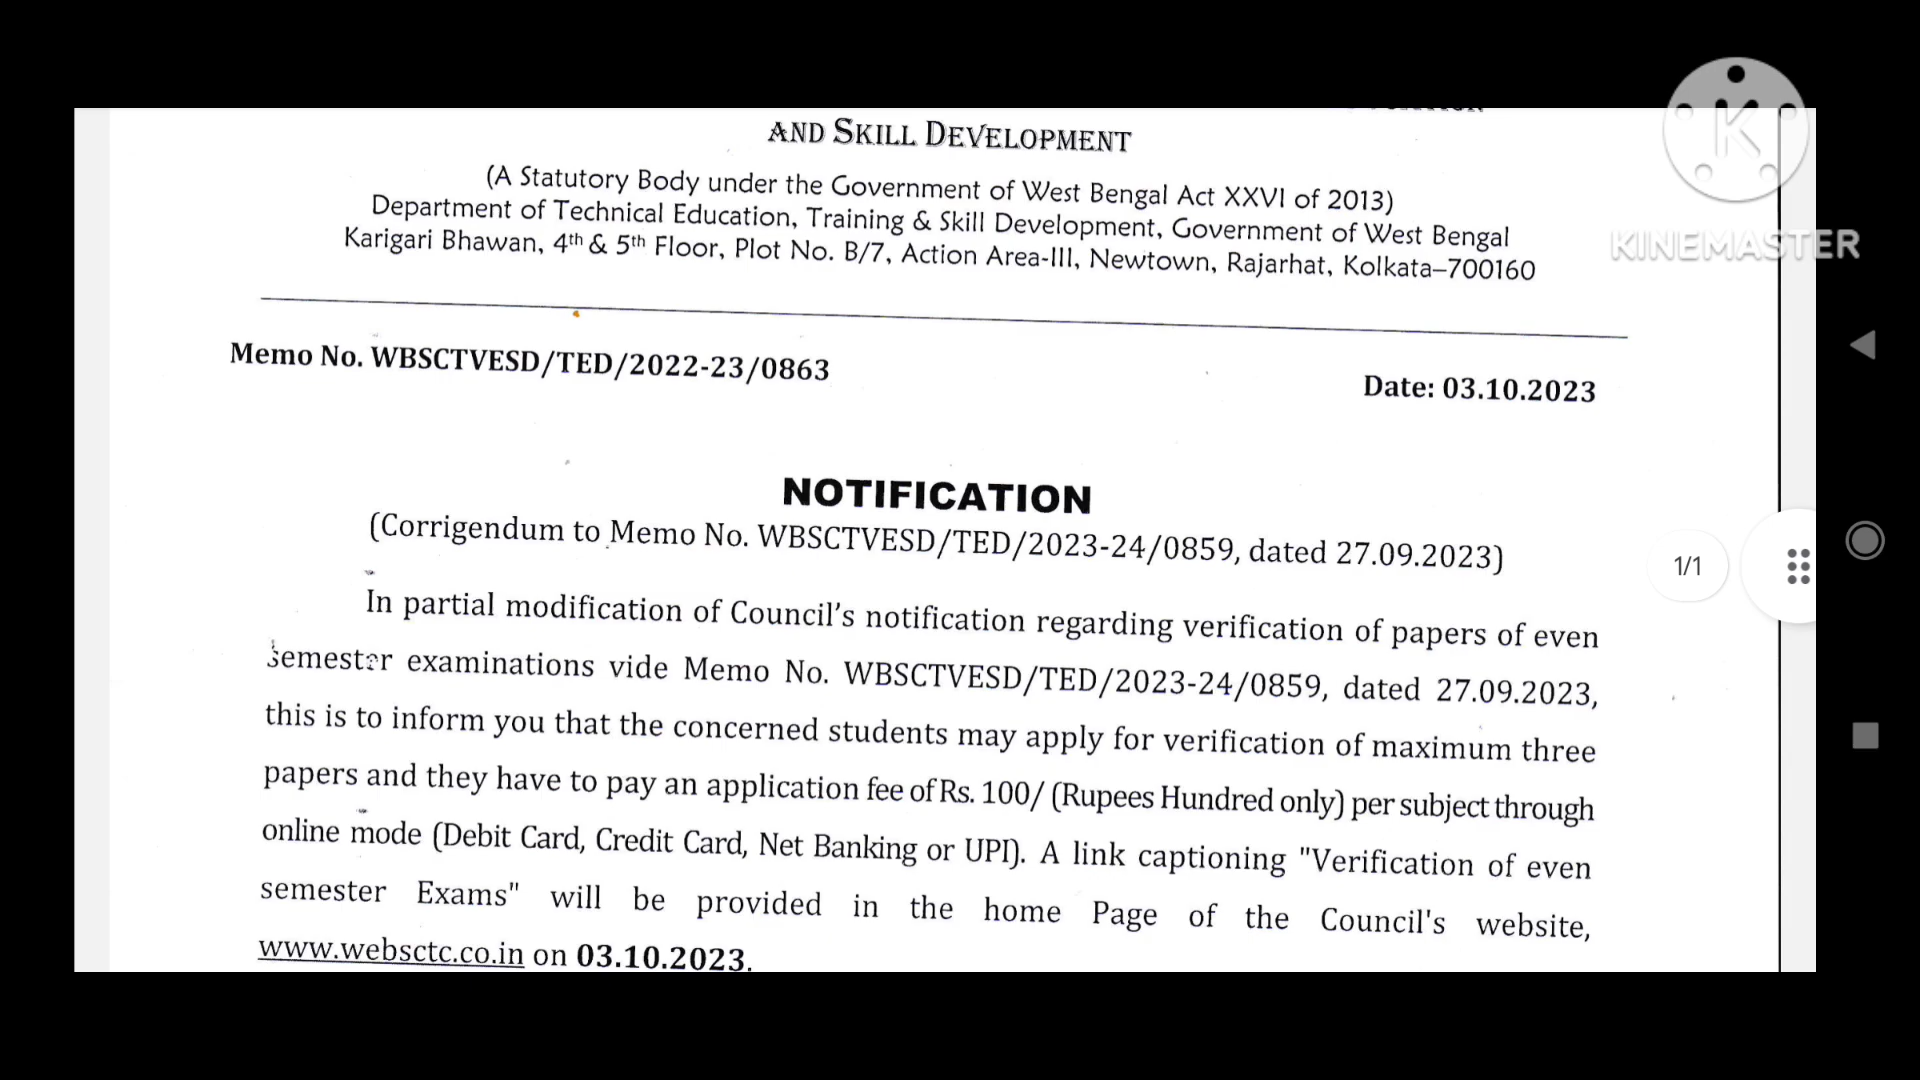 AND SKILL DEVELOPMENT
(A Statutory Body under the Government of West Bengal Act XXVI of 2013)
Department of Technical Education, Training & Skill Development, Government of West Bengal
Karigari Bhawan, 4th & 5th Floor, Plot No. B/7, Action Area-III, Newtown, Rajarhat, Kolkata–700160
KINEMASTER
Memo No. WBSCTVESD/TED/2022-23/0863
Date: 03.10.2023
NOTIFICATION
(Corrigendum to Memo No. WBSCTVESD/TED/2023-24/0859, dated 27.09.2023)
1/1
In partial modification of Council's notification regarding verification of papers of even
semester examinations vide Memo No. WBSCTVESD/TED/2023-24/0859, dated 27.09.2023,
this is to inform you that the concerned students may apply for verification of maximum three
papers and they have to pay an application fee of Rs. 100/ (Rupees Hundred only) per subject through
online mode (Debit Card, Credit Card, Net Banking or UPI). A link captioning "Verification of even
semester Exams" will be provided in the home Page of the Council's website,
www.websctc.co.in on 03.10.2023.